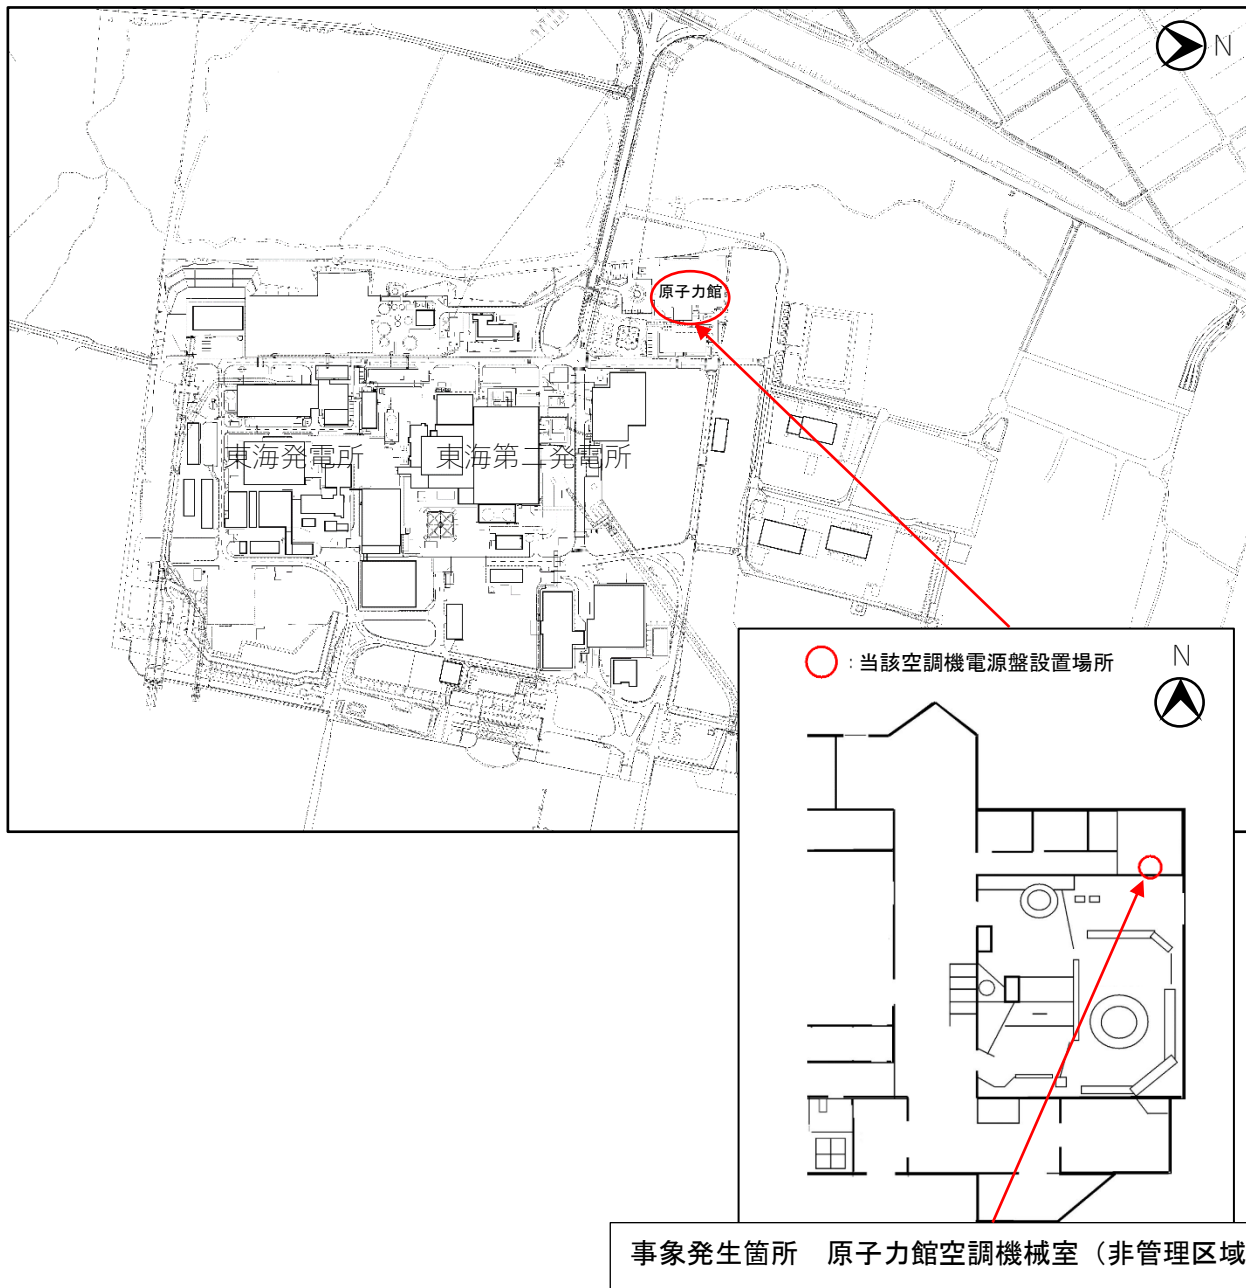 N
原子力館
東海発電所 東海第二発電所
：当該空調機電源盤設置場所
N
事象発生箇所　原子力館空調機械室（非管理区域